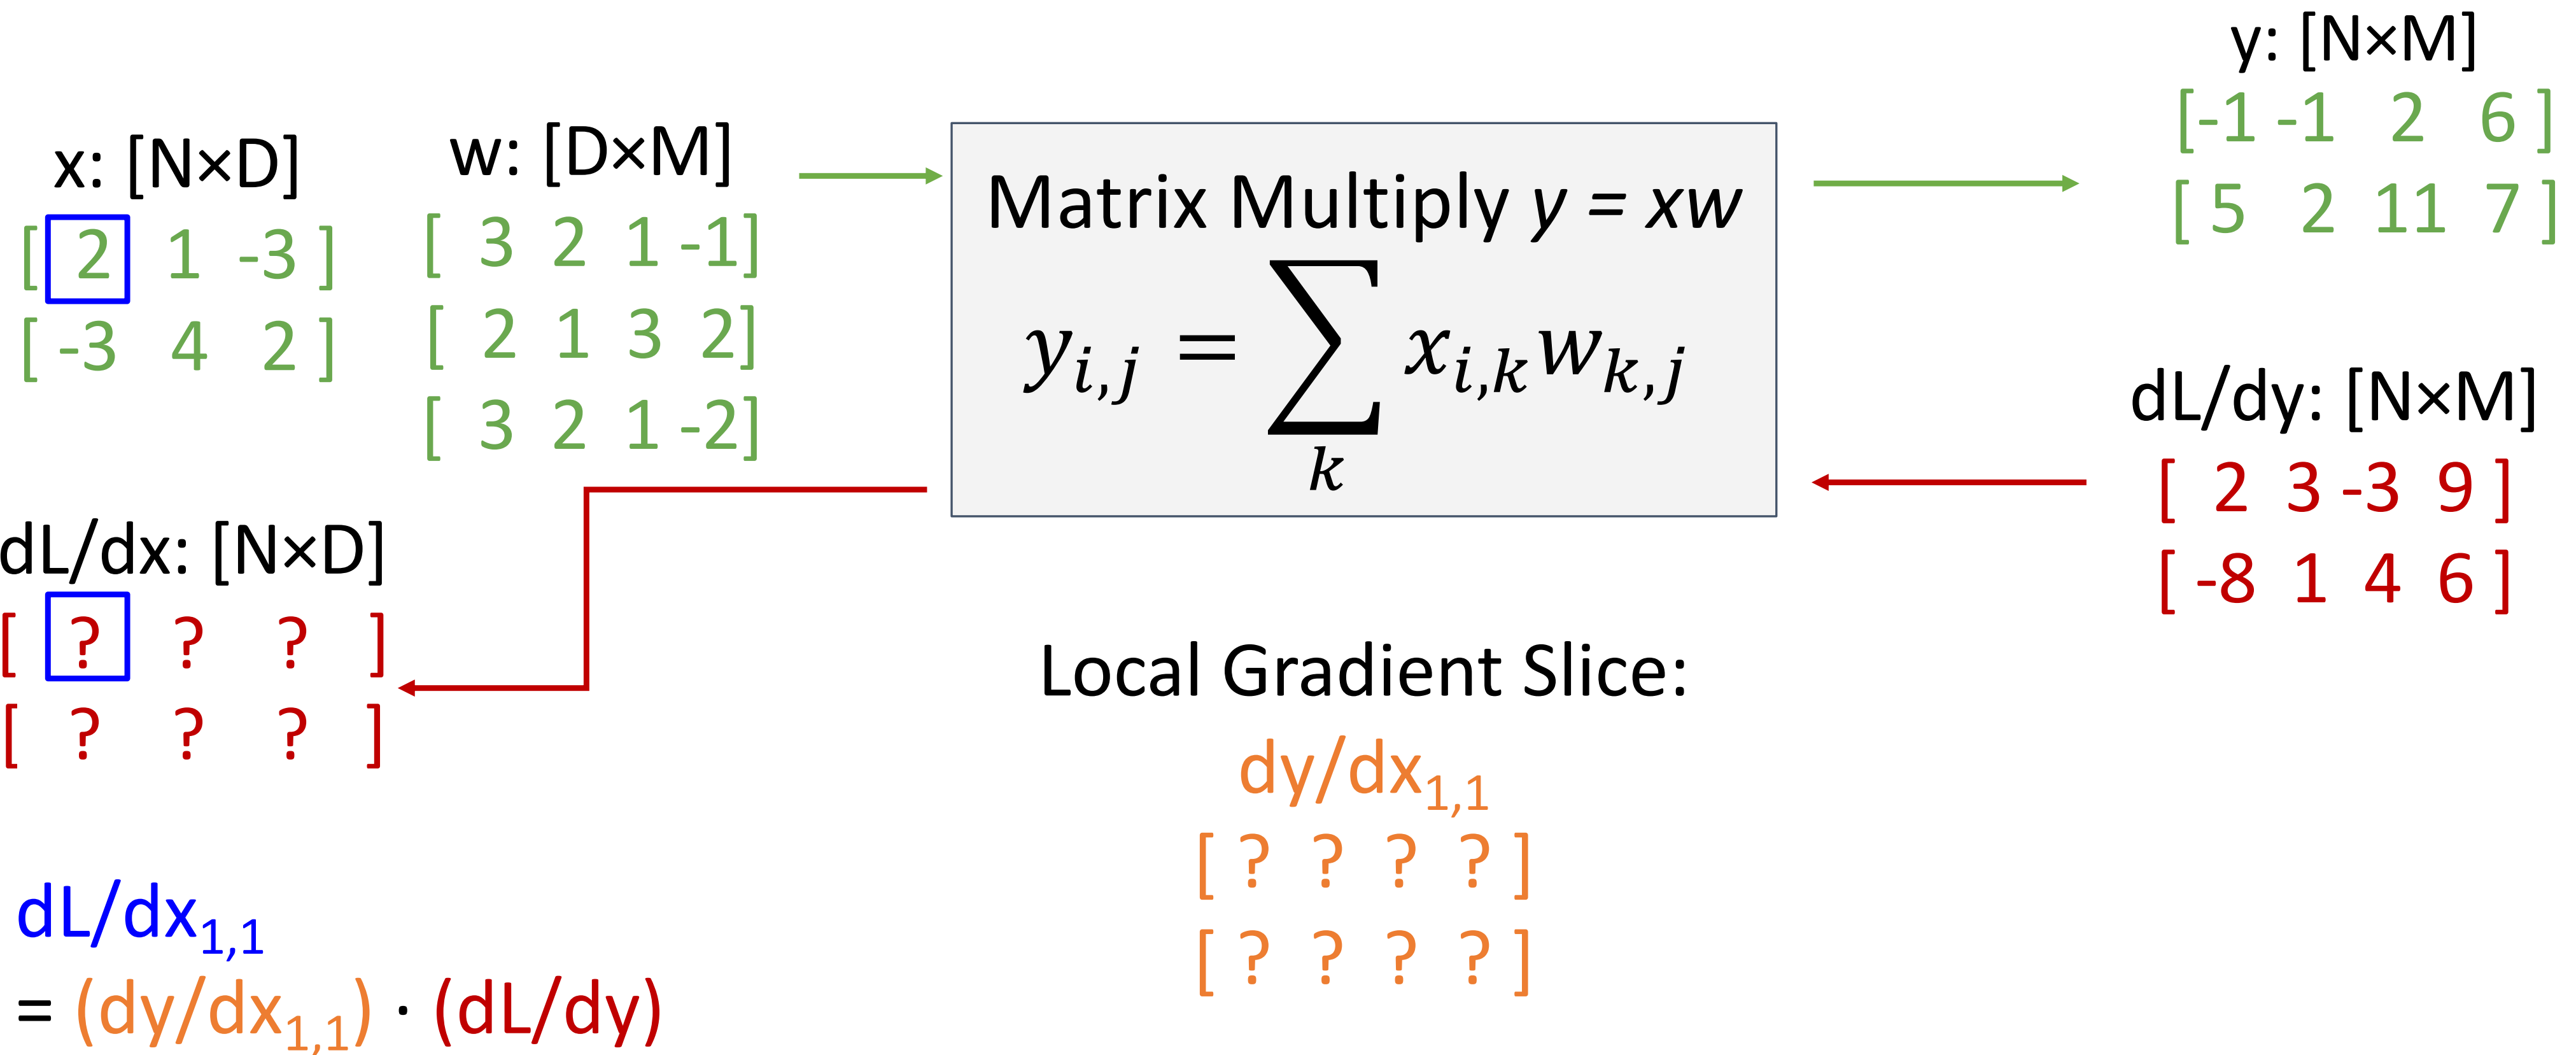 x: [N×D]
[ 2 1 -3 ]
[ -3 4 2 ]
w: [D×M]
[ 3 2 1 -1]
[ 2 1 3 2]
[ 3 2 1 -2]
Matrix Multiply y = xw
y_{i,j} = ∑_k x_{i,k}w_{k,j}
y: [N×M]
[-1 -1 2 6 ]
[ 5 2 11 7 ]
dL/dy: [N×M]
[ 2 3 -3 9 ]
[ -8 1 4 6 ]
dL/dx: [N×D]
[ ? ? ? ]
[ ? ? ? ]
Local Gradient Slice:
dy/dx_{1,1}
[ ? ? ? ? ]
[ ? ? ? ? ]
dL/dx_{1,1}
= (dy/dx_{1,1}) · (dL/dy)